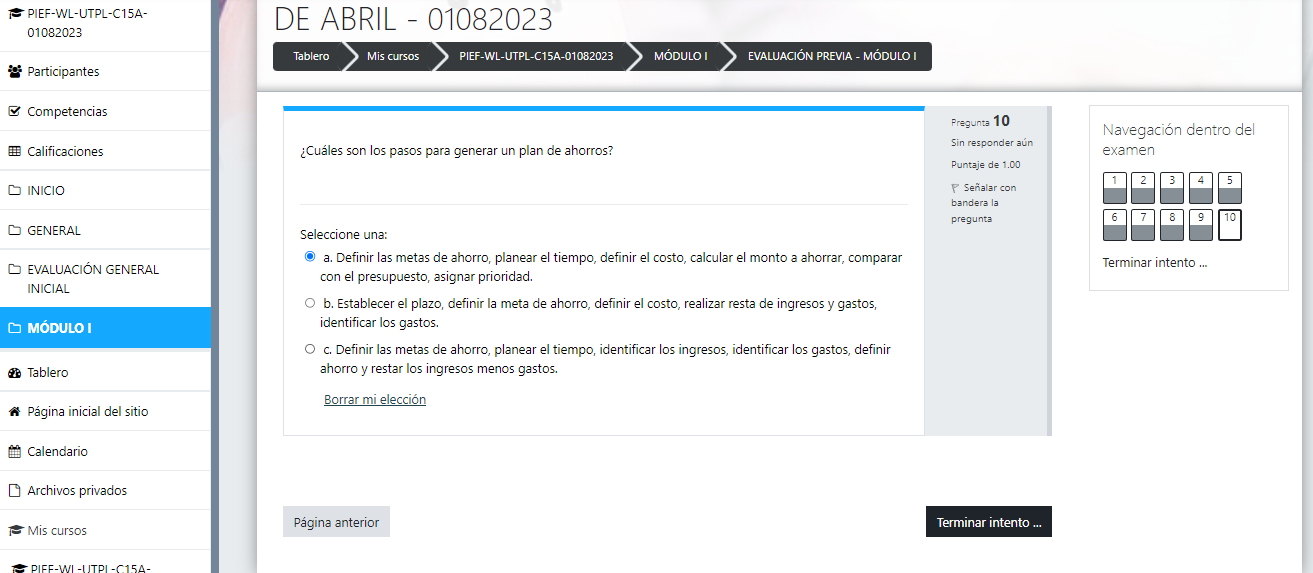 PIEF-WL-UTPL-C15A-
01082023
Participantes
Competencias
Calificaciones
INICIO
GENERAL
EVALUACIÓN GENERAL
INICIAL
MÓDULO I
Tablero
Página inicial del sitio
Calendario
Archivos privados
Mis cursos
PIEF-WL-UTPL-C15A-
DE ABRIL - 01082023
Tablero Mis cursos PIEF-WL-UTPL-C15A-01082023 MÓDULO I EVALUACIÓN PREVIA - MÓDULO I
¿Cuáles son los pasos para generar un plan de ahorros?
Seleccione una:
a. Definir las metas de ahorro, planear el tiempo, definir el costo, calcular el monto a ahorrar, comparar
con el presupuesto, asignar prioridad.
b. Establecer el plazo, definir la meta de ahorro, definir el costo, realizar resta de ingresos y gastos,
identificar los gastos.
c. Definir las metas de ahorro, planear el tiempo, identificar los ingresos, identificar los gastos, definir
ahorro y restar los ingresos menos gastos.
Borrar mi elección
Pregunta 10
Sin responder aún
Puntaje de 1.00
Señalar con
bandera la
pregunta
Página anterior
Terminar intento ...
Navegación dentro del
examen
1 2 3 4 5
6 7 8 9 10
Terminar intento ...